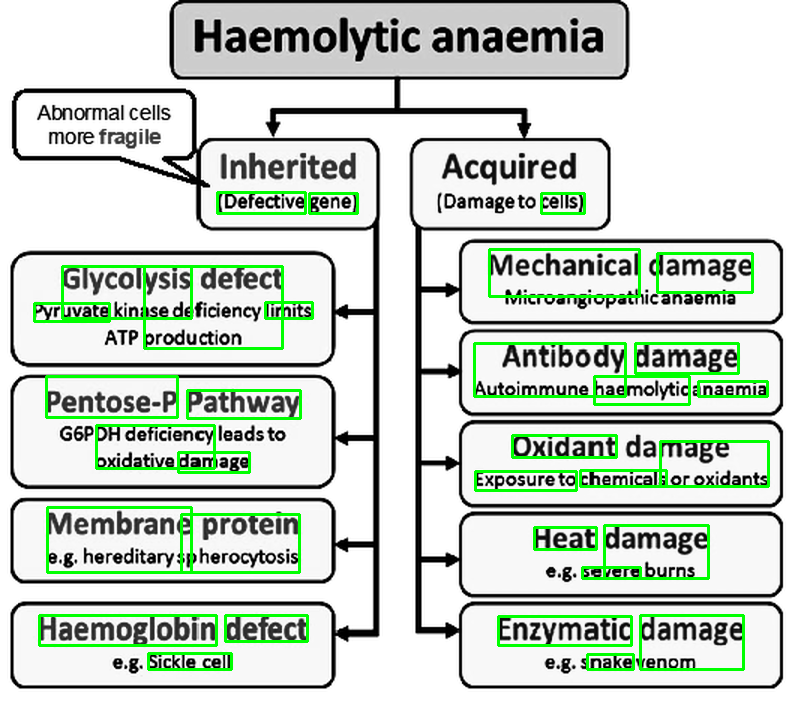 Haemolytic anaemia
Abnormal cells
more fragile
Inherited
(Defective gene)
Acquired
(Damage to cells)
Glycolysis defect
Pyruvate kinase deficiency limits
ATP production
Pentose-P Pathway
G6PDH deficiency leads to
oxidative damage
Membrane protein
e.g. hereditary spherocytosis
Haemoglobin defect
e.g. Sickle cell
Mechanical damage
Microangiopathic anaemia
Antibody damage
Autoimmune haemolytic anaemia
Oxidant damage
Exposure to chemicals or oxidants
Heat damage
e.g. severe burns
Enzymatic damage
e.g. snake venom